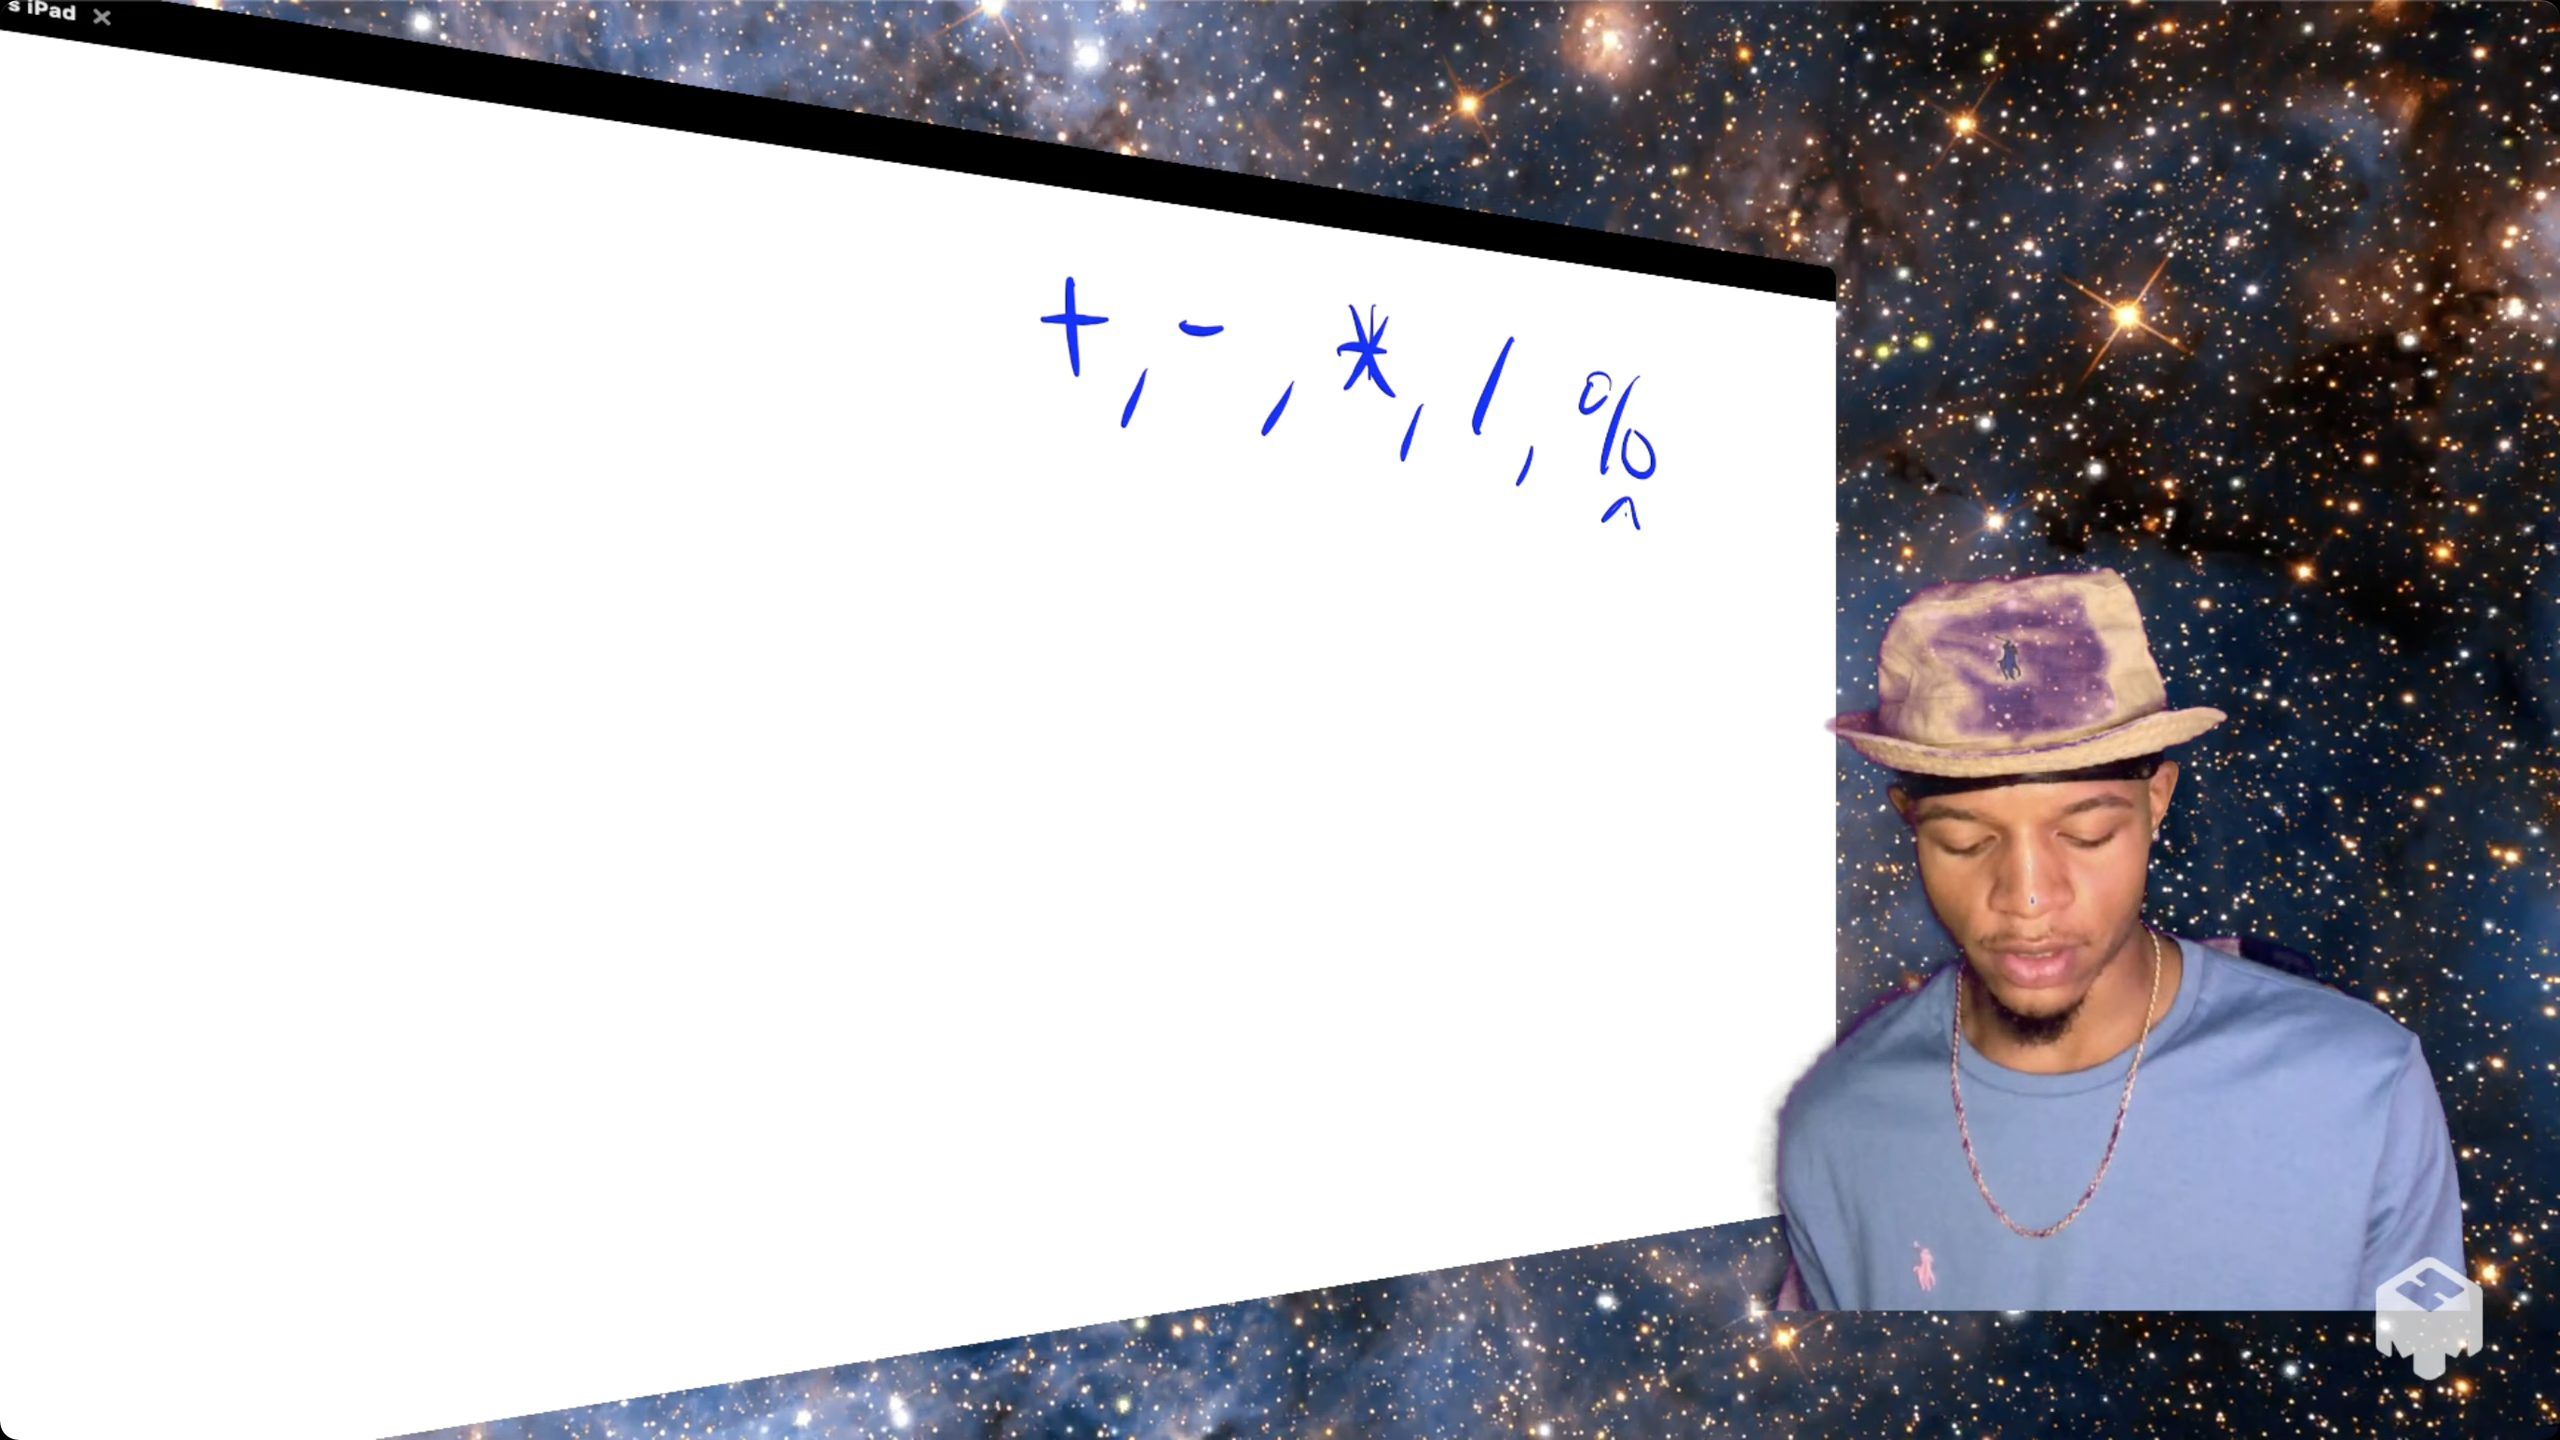 s iPad ×
+, -, *, /, %
^